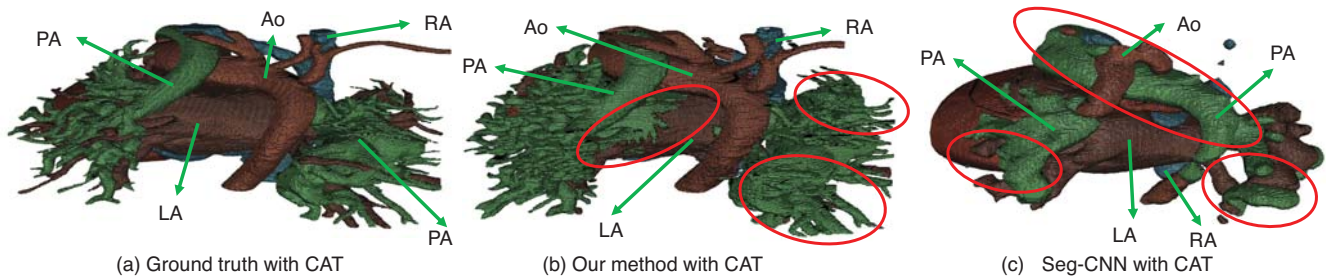 PA
Ao
RA
LA
PA
(a) Ground truth with CAT
Ao
PA
RA
LA
(b) Our method with CAT
PA
Ao
PA
LA
RA
(c) Seg-CNN with CAT